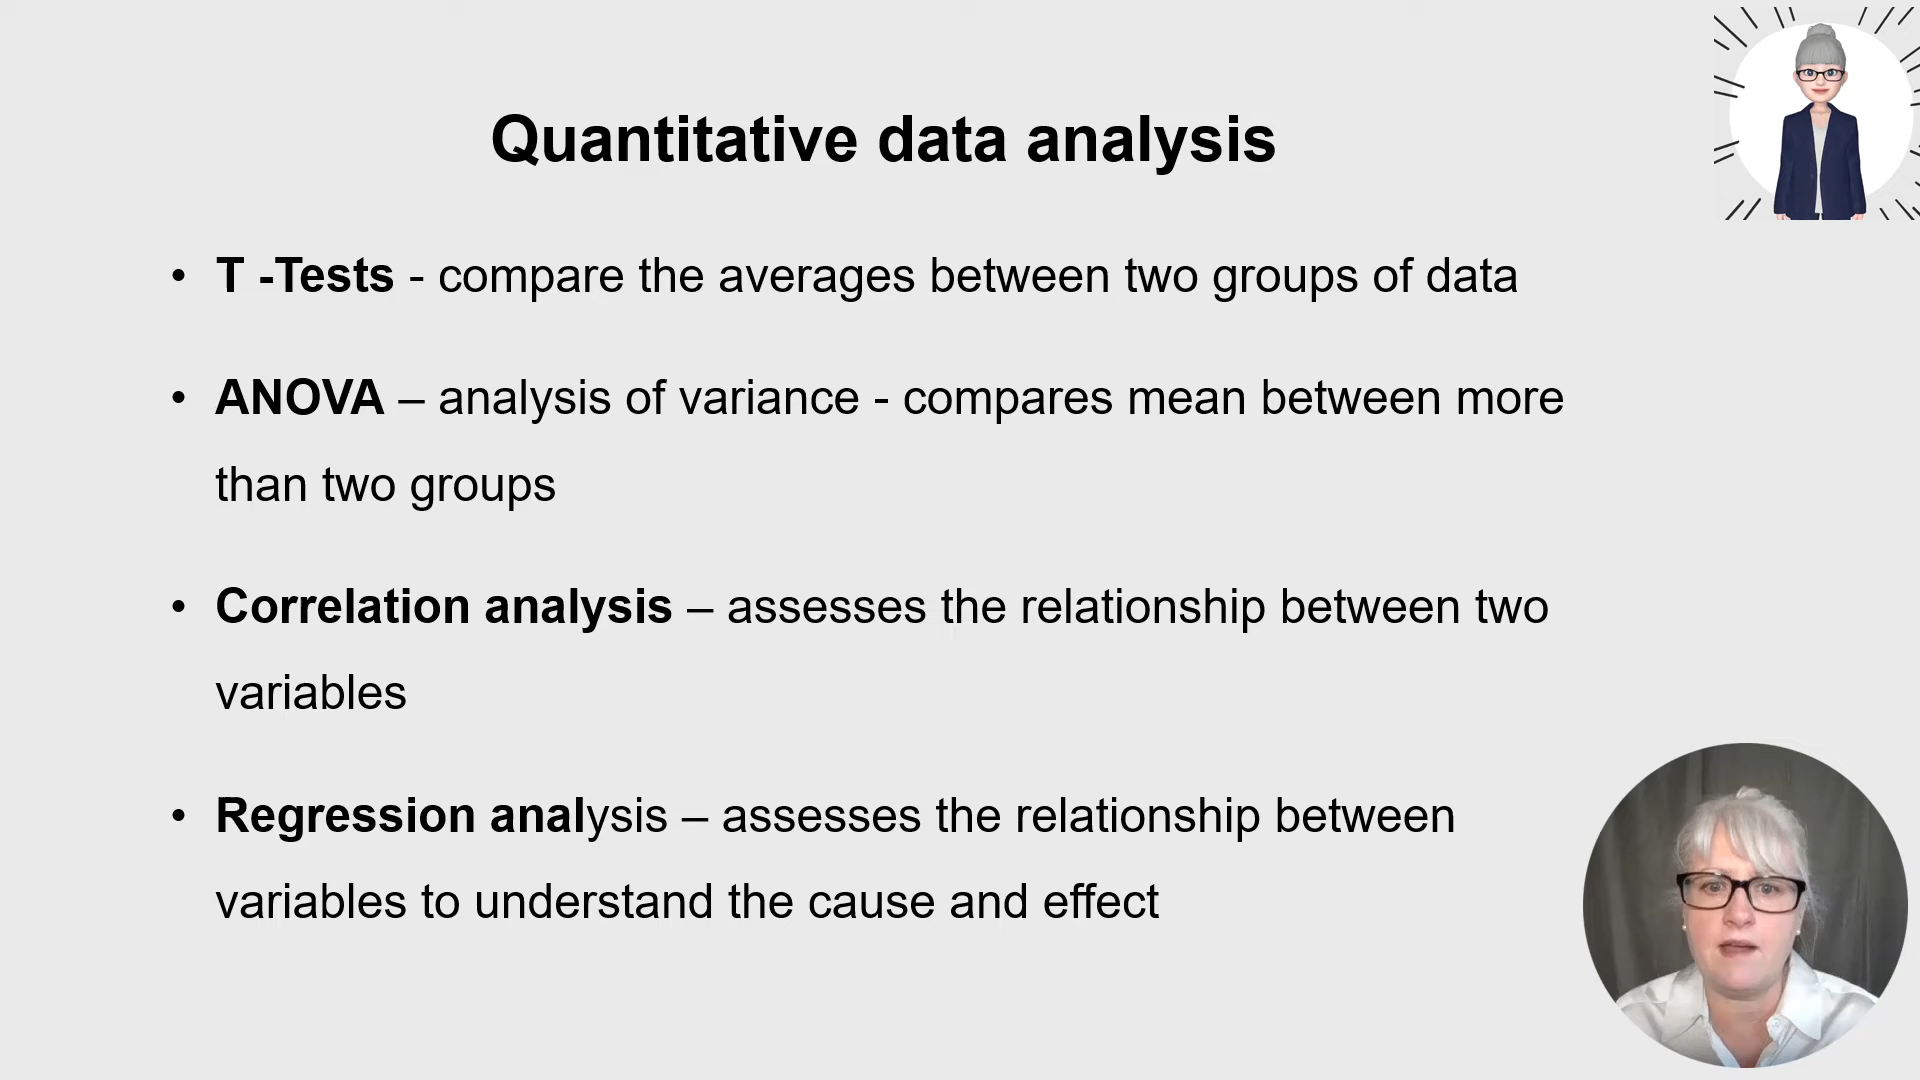 Quantitative data analysis
• T -Tests - compare the averages between two groups of data
• ANOVA – analysis of variance - compares mean between more
than two groups
• Correlation analysis – assesses the relationship between two
variables
• Regression analysis – assesses the relationship between
variables to understand the cause and effect